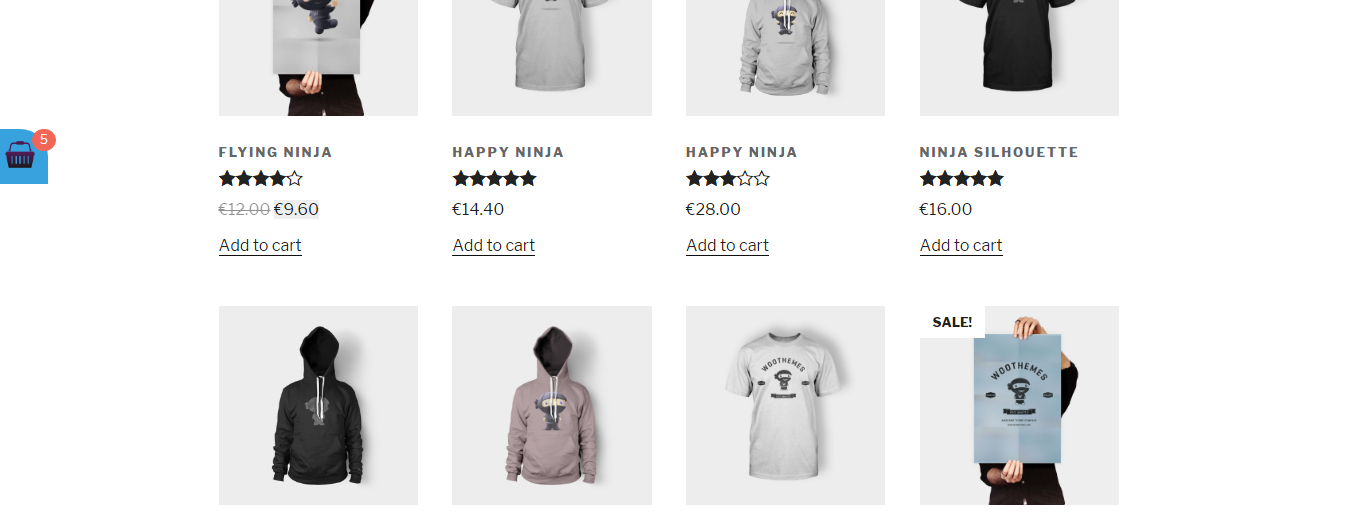 5
FLYING NINJA
€12.00 €9.60
Add to cart
HAPPY NINJA
€14.40
Add to cart
HAPPY NINJA
€28.00
Add to cart
NINJA SILHOUETTE
€16.00
Add to cart
WOOTHEMES
SALE!
WOOTHEMES